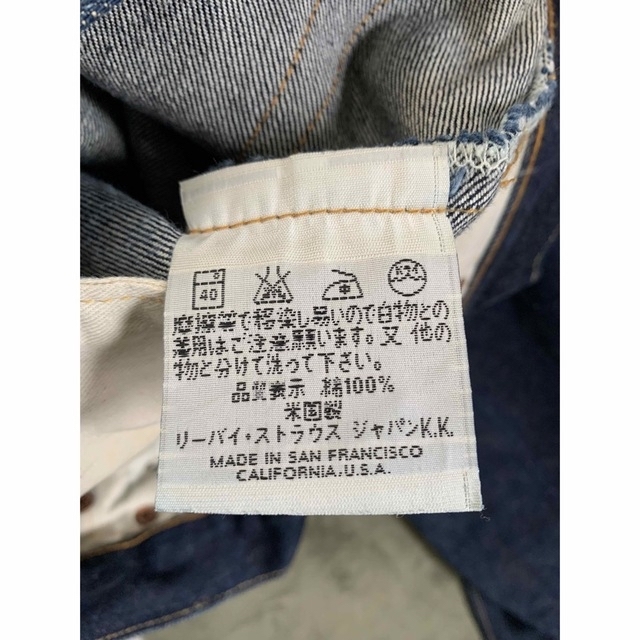 40
中
摩擦等で移染し易いので白物との
着用はご注意願います。又 他の
物と分けて洗って下さい。
品質表示 綿100%
米国製
リーバイ・ストラウス ジャパンK.K.
MADE IN SAN FRANCISCO
CALIFORNIA.U.S.A.